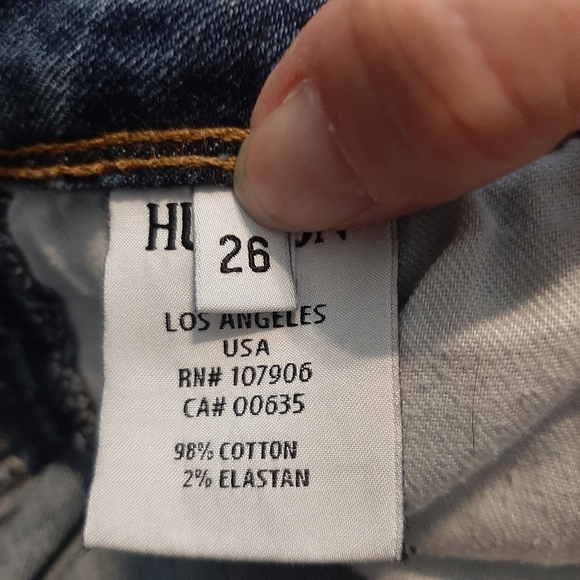 26
LOS ANGELES
USA
RN# 107906
CA# 00635
98% COTTON
2% ELASTAN